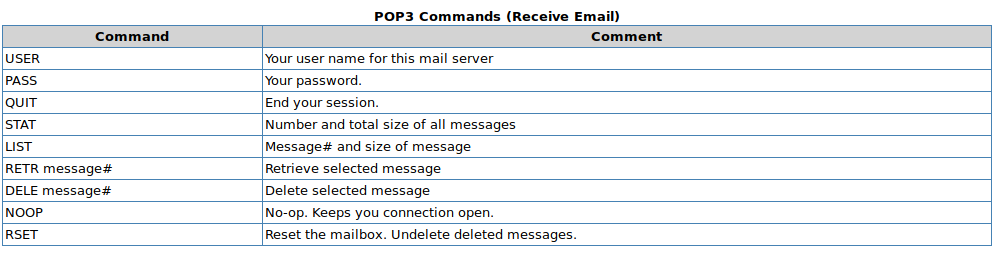 POP3 Commands (Receive Email)
Command Comment
USER Your user name for this mail server
PASS Your password.
QUIT End your session.
STAT Number and total size of all messages
LIST Message# and size of message
RETR message# Retrieve selected message
DELE message# Delete selected message
NOOP No-op. Keeps you connection open.
RSET Reset the mailbox. Undelete deleted messages.